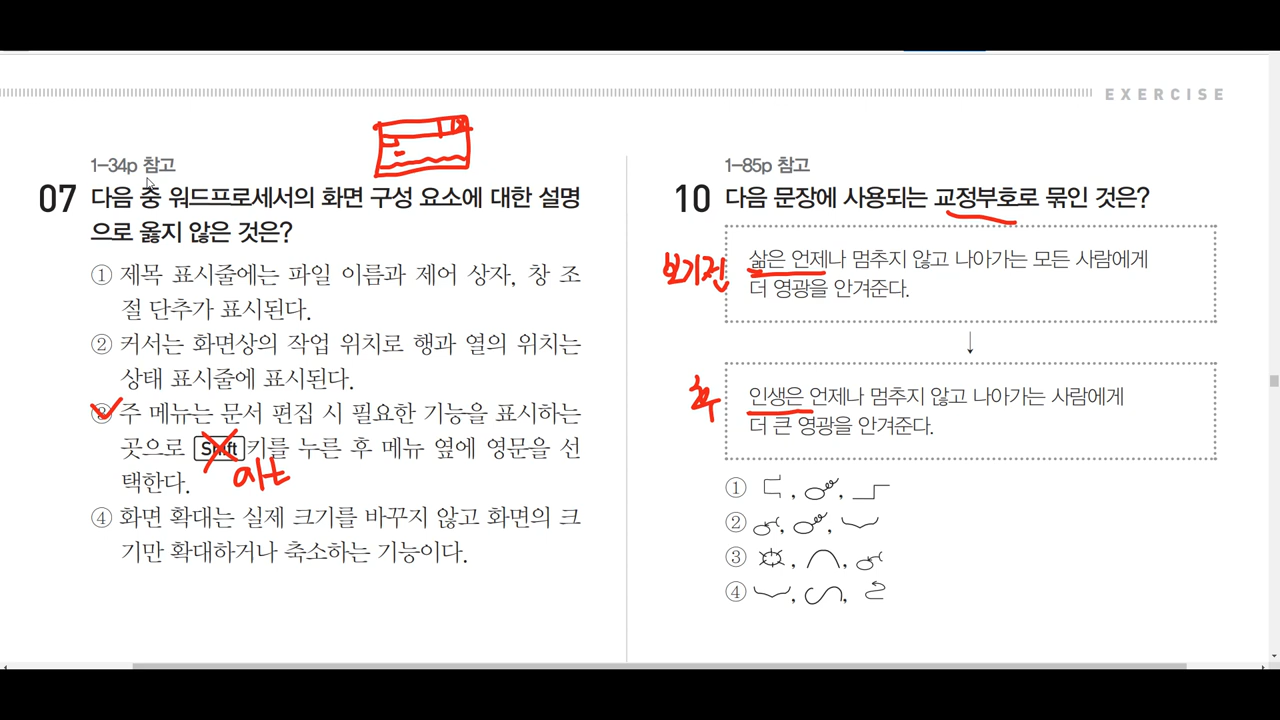 EXERCISE
1-34p 참고
07 다음 중 워드프로세서의 화면 구성 요소에 대한 설명
으로 옳지 않은 것은?
① 제목 표시줄에는 파일 이름과 제어 상자, 창 조
절 단추가 표시된다.
② 커서는 화면상의 작업 위치로 행과 열의 위치는
상태 표시줄에 표시된다.
③ 주 메뉴는 문서 편집 시 필요한 기능을 표시하는
곳으로 Shift 키를 누른 후 메뉴 옆에 영문을 선
택한다.
alt
④ 화면 확대는 실제 크기를 바꾸지 않고 화면의 크
기만 확대하거나 축소하는 기능이다.
1-85p 참고
10 다음 문장에 사용되는 교정부호로 묶인 것은?
보기전
삶은 언제나 멈추지 않고 나아가는 모든 사람에게
더 영광을 안겨준다.
↓
후
인생은 언제나 멈추지 않고 나아가는 사람에게
더 큰 영광을 안겨준다.
①
②
③
④